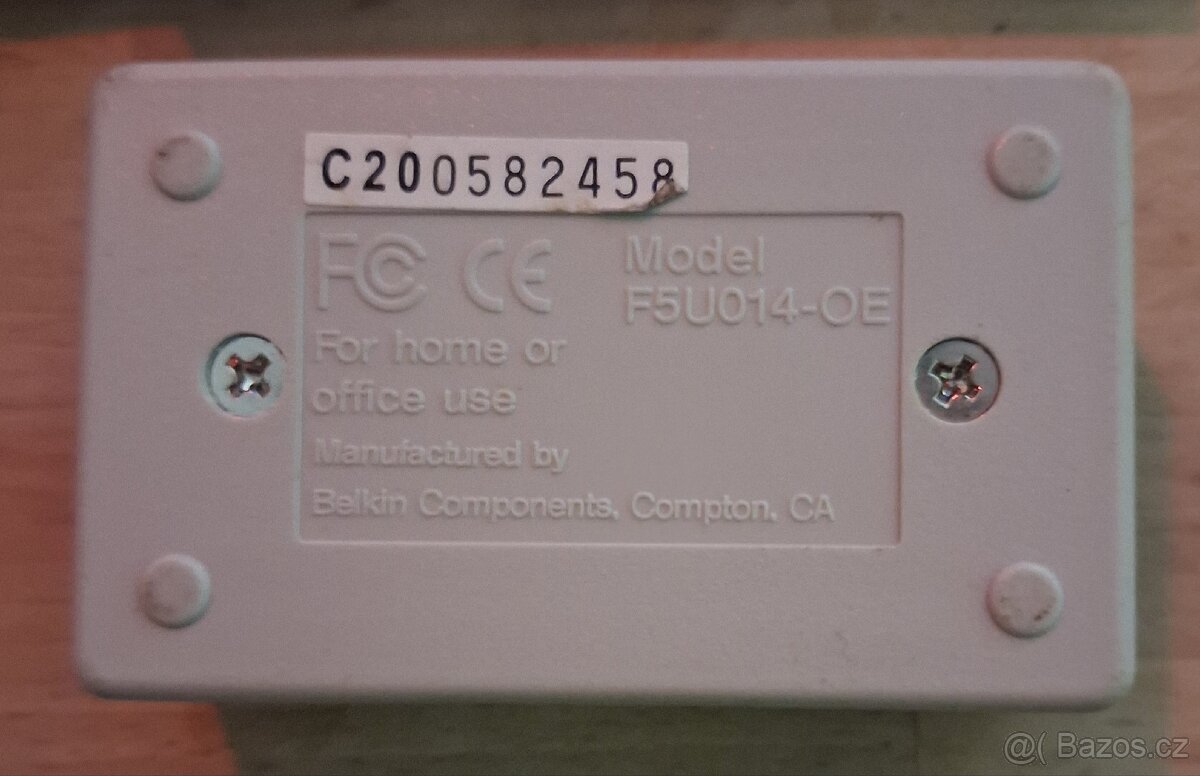 C200582458
FC CE Model
F5U014-OE
For home or
office use
Manufactured by
Belkin Components, Compton, CA
@( Bazos.cz